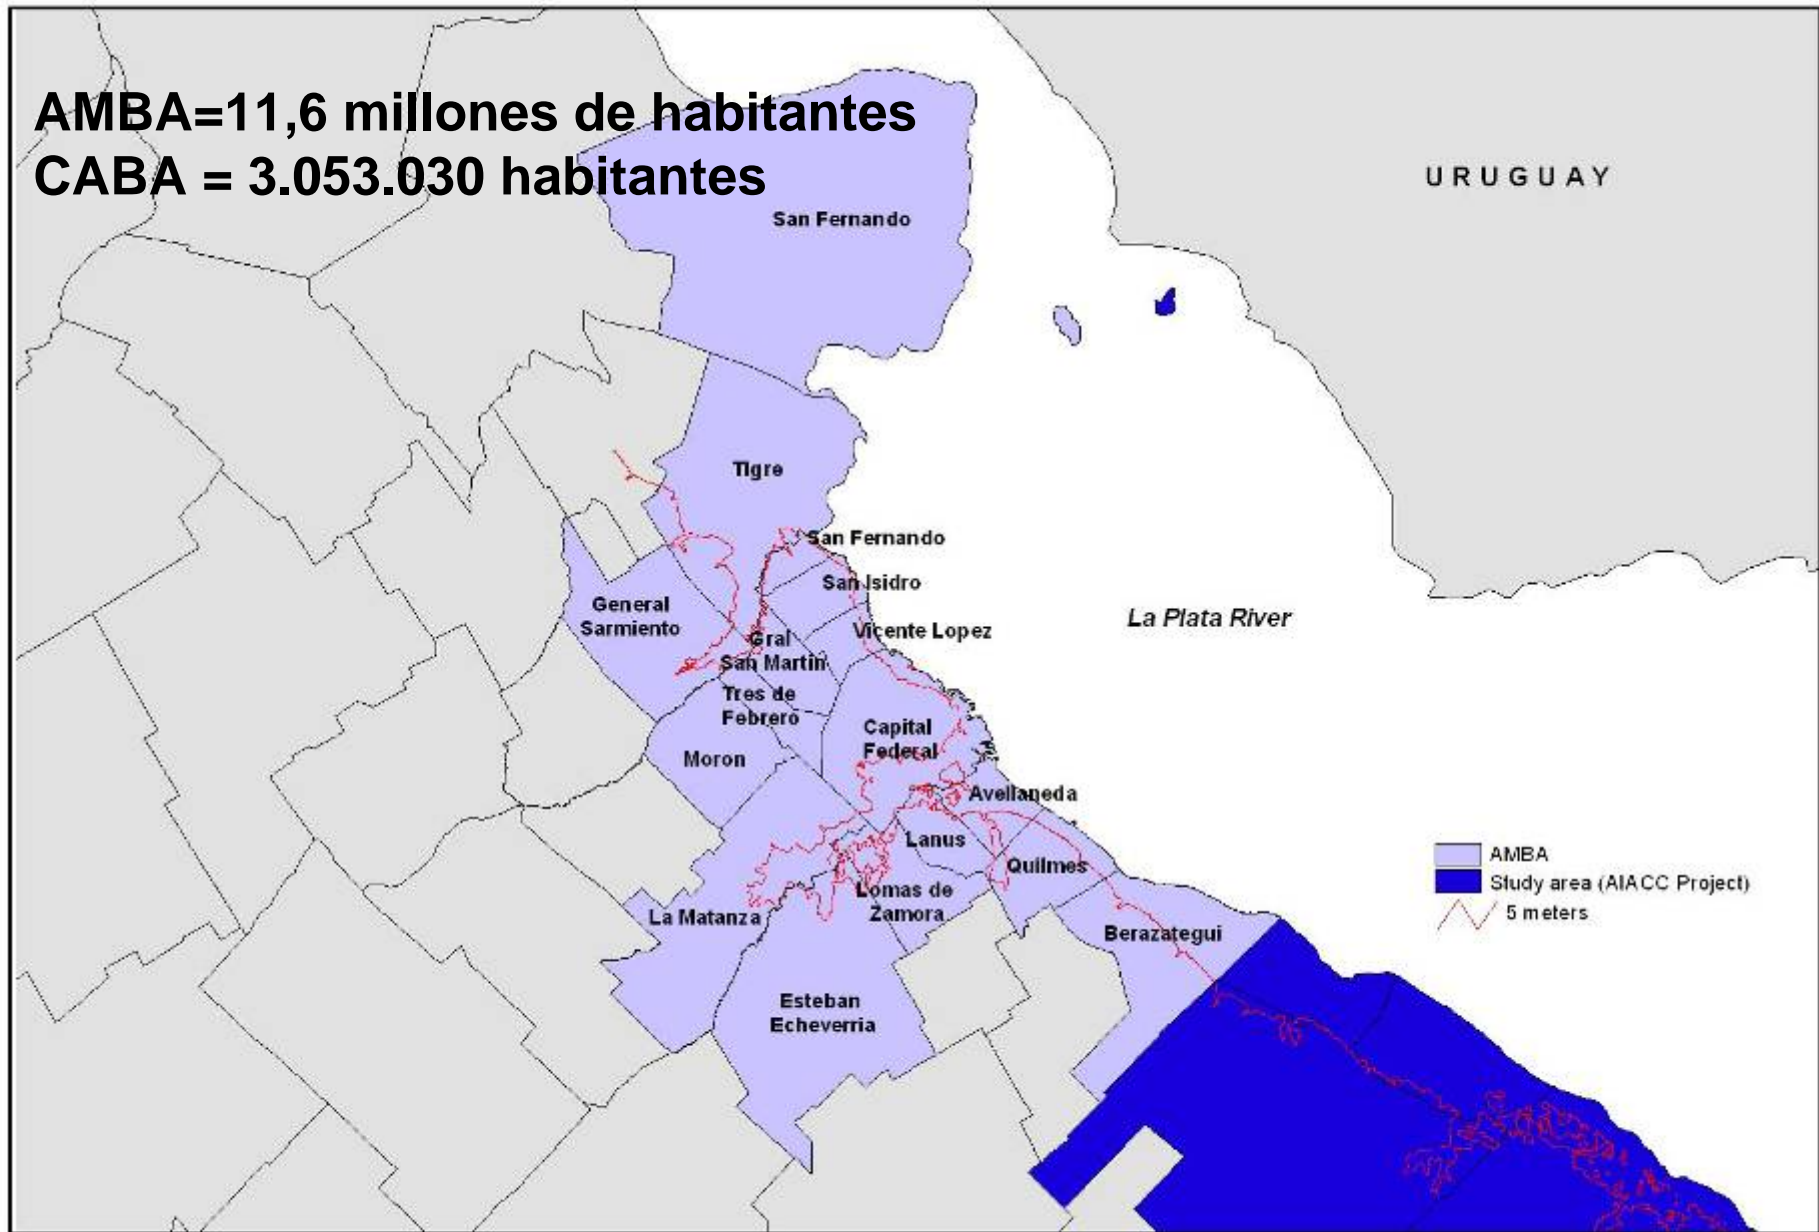 AMBA=11,6 millones de habitantes
CABA = 3.053.030 habitantes
URUGUAY
San Fernando
Tigre
San Fernando
San Isidro
General
Sarmiento
La Plata River
Vicente Lopez
Gral
San Martin
Tres de
Febrero
Capital
Federal
Moron
Avellaneda
Lanus
Quilmes
AMBA
Study area (AIACC Project)
5 meters
Lomas de
Zamora
La Matanza
Berazategui
Esteban
Echeverria